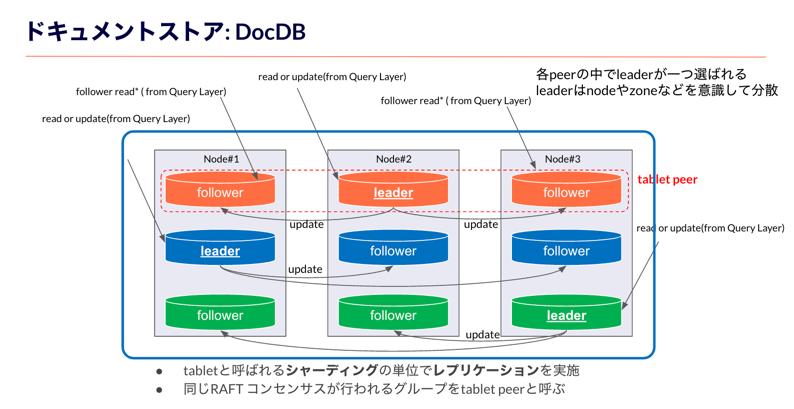 ドキュメントストア: DocDB
各peerの中でleaderが一つ選ばれる
leaderはnodeやzoneなどを意識して分散
read or update(from Query Layer)
follower read* ( from Query Layer)
follower read* ( from Query Layer)
read or update(from Query Layer)
Node#1
Node#2
Node#3
follower
leader
follower
tablet peer
update
update
read or update(from Query Layer)
leader
follower
follower
update
follower
follower
leader
update
● tabletと呼ばれるシャーディングの単位でレプリケーションを実施
● 同じRAFT コンセンサスが行われるグループをtablet peerと呼ぶ